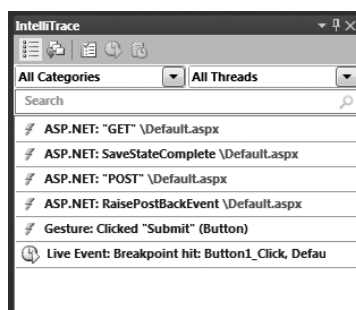 IntelliTrace
All Categories All Threads
Search
ASP.NET: "GET" \Default.aspx
ASP.NET: SaveStateComplete \Default.aspx
ASP.NET: "POST" \Default.aspx
ASP.NET: RaisePostBackEvent \Default.aspx
Gesture: Clicked "Submit" (Button)
Live Event: Breakpoint hit: Button1_Click, Defau